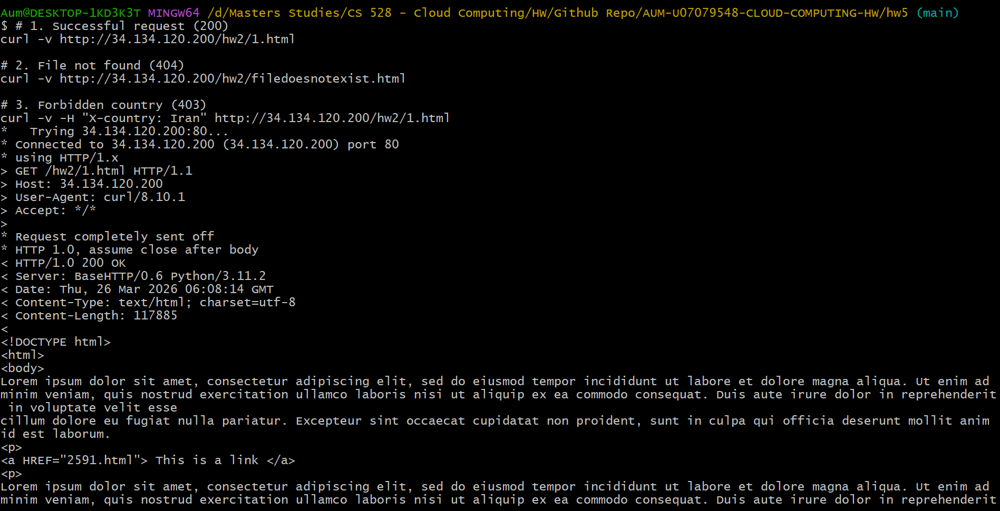 Aum@DESKTOP-1KD3K3T MINGW64 /d/Masters Studies/CS 528 - Cloud Computing/HW/Github Repo/AUM-U07079548-CLOUD-COMPUTING-HW/hw5 (main)
$ # 1. Successful request (200)
curl -v http://34.134.120.200/hw2/1.html

# 2. File not found (404)
curl -v http://34.134.120.200/hw2/filedoesnotexist.html

# 3. Forbidden country (403)
curl -v -H "X-country: Iran" http://34.134.120.200/hw2/1.html
*   Trying 34.134.120.200:80...
* Connected to 34.134.120.200 (34.134.120.200) port 80
* using HTTP/1.x
> GET /hw2/1.html HTTP/1.1
> Host: 34.134.120.200
> User-Agent: curl/8.10.1
> Accept: */*
>
* Request completely sent off
* HTTP 1.0, assume close after body
< HTTP/1.0 200 OK
< Server: BaseHTTP/0.6 Python/3.11.2
< Date: Thu, 26 Mar 2026 06:08:14 GMT
< Content-Type: text/html; charset=utf-8
< Content-Length: 117885
<
<!DOCTYPE html>
<html>
<body>
Lorem ipsum dolor sit amet, consectetur adipiscing elit, sed do eiusmod tempor incididunt ut labore et dolore magna aliqua. Ut enim ad
minim veniam, quis nostrud exercitation ullamco laboris nisi ut aliquip ex ea commodo consequat. Duis aute irure dolor in reprehenderit
 in voluptate velit esse
cillum dolore eu fugiat nulla pariatur. Excepteur sint occaecat cupidatat non proident, sunt in culpa qui officia deserunt mollit anim
id est laborum.
<p>
<a HREF="2591.html"> This is a link </a>
<p>
Lorem ipsum dolor sit amet, consectetur adipiscing elit, sed do eiusmod tempor incididunt ut labore et dolore magna aliqua. Ut enim ad
minim veniam, quis nostrud exercitation ullamco laboris nisi ut aliquip ex ea commodo consequat. Duis aute irure dolor in reprehenderit